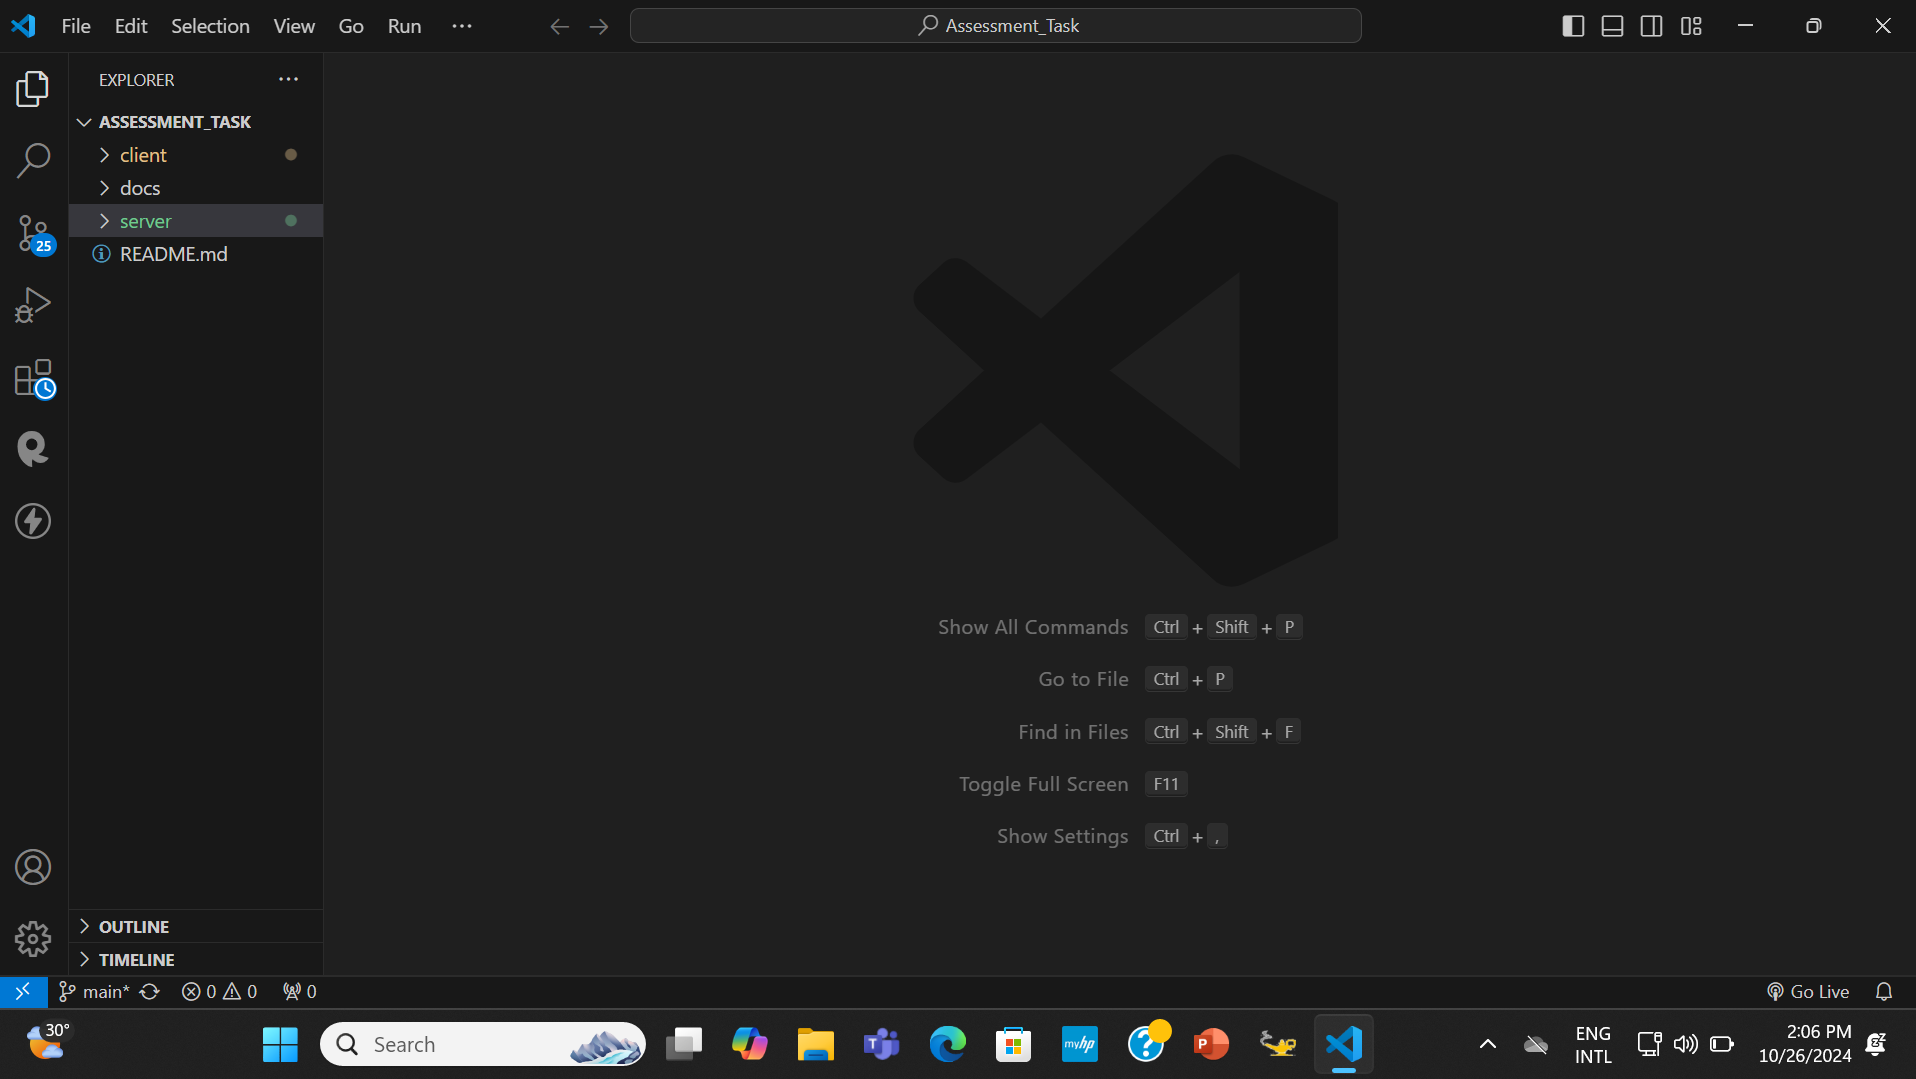 File Edit Selection View Go Run ···
Assessment_Task
EXPLORER ···
ASSESSMENT_TASK
client
docs
server
README.md
25
Show All Commands Ctrl + Shift + P
Go to File Ctrl + P
Find in Files Ctrl + Shift + F
Toggle Full Screen F11
Show Settings Ctrl + ,
OUTLINE
TIMELINE
main* 0 0 0 Go Live
30°
Search
T
myhp
?
P
ENG
INTL
2:06 PM
10/26/2024